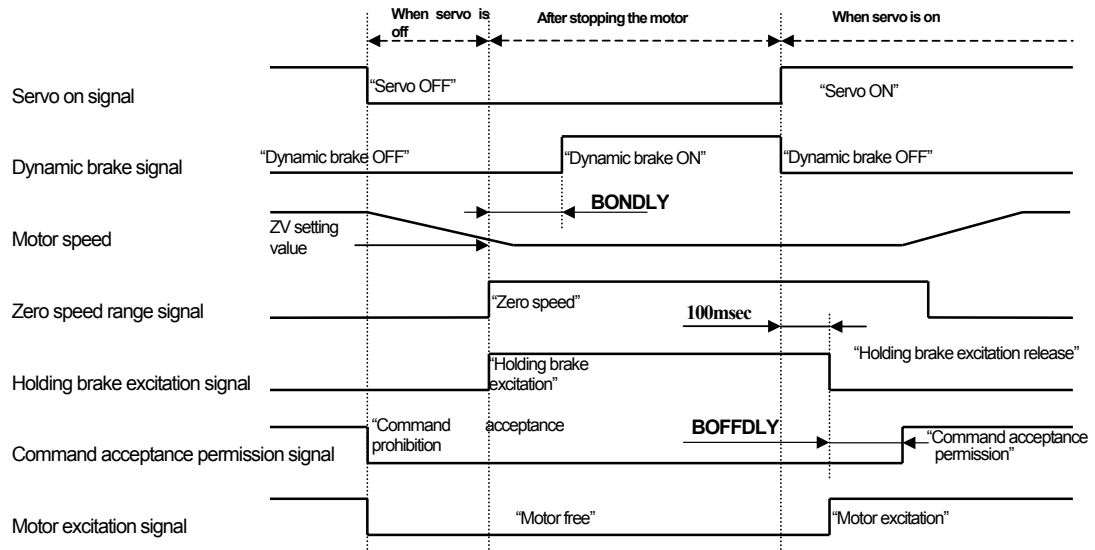 When servo is
off
After stopping the motor
When servo is on
Servo on signal
“Servo OFF”
“Servo ON”
Dynamic brake signal
“Dynamic brake OFF”
“Dynamic brake ON”
“Dynamic brake OFF”
BONDLY
Motor speed
ZV setting
value
Zero speed range signal
“Zero speed”
100msec
Holding brake excitation signal
“Holding brake
excitation”
“Holding brake excitation release”
Command acceptance permission signal
“Command acceptance
prohibition
BOFFDLY
“Command acceptance
permission”
Motor excitation signal
“Motor free”
“Motor excitation”